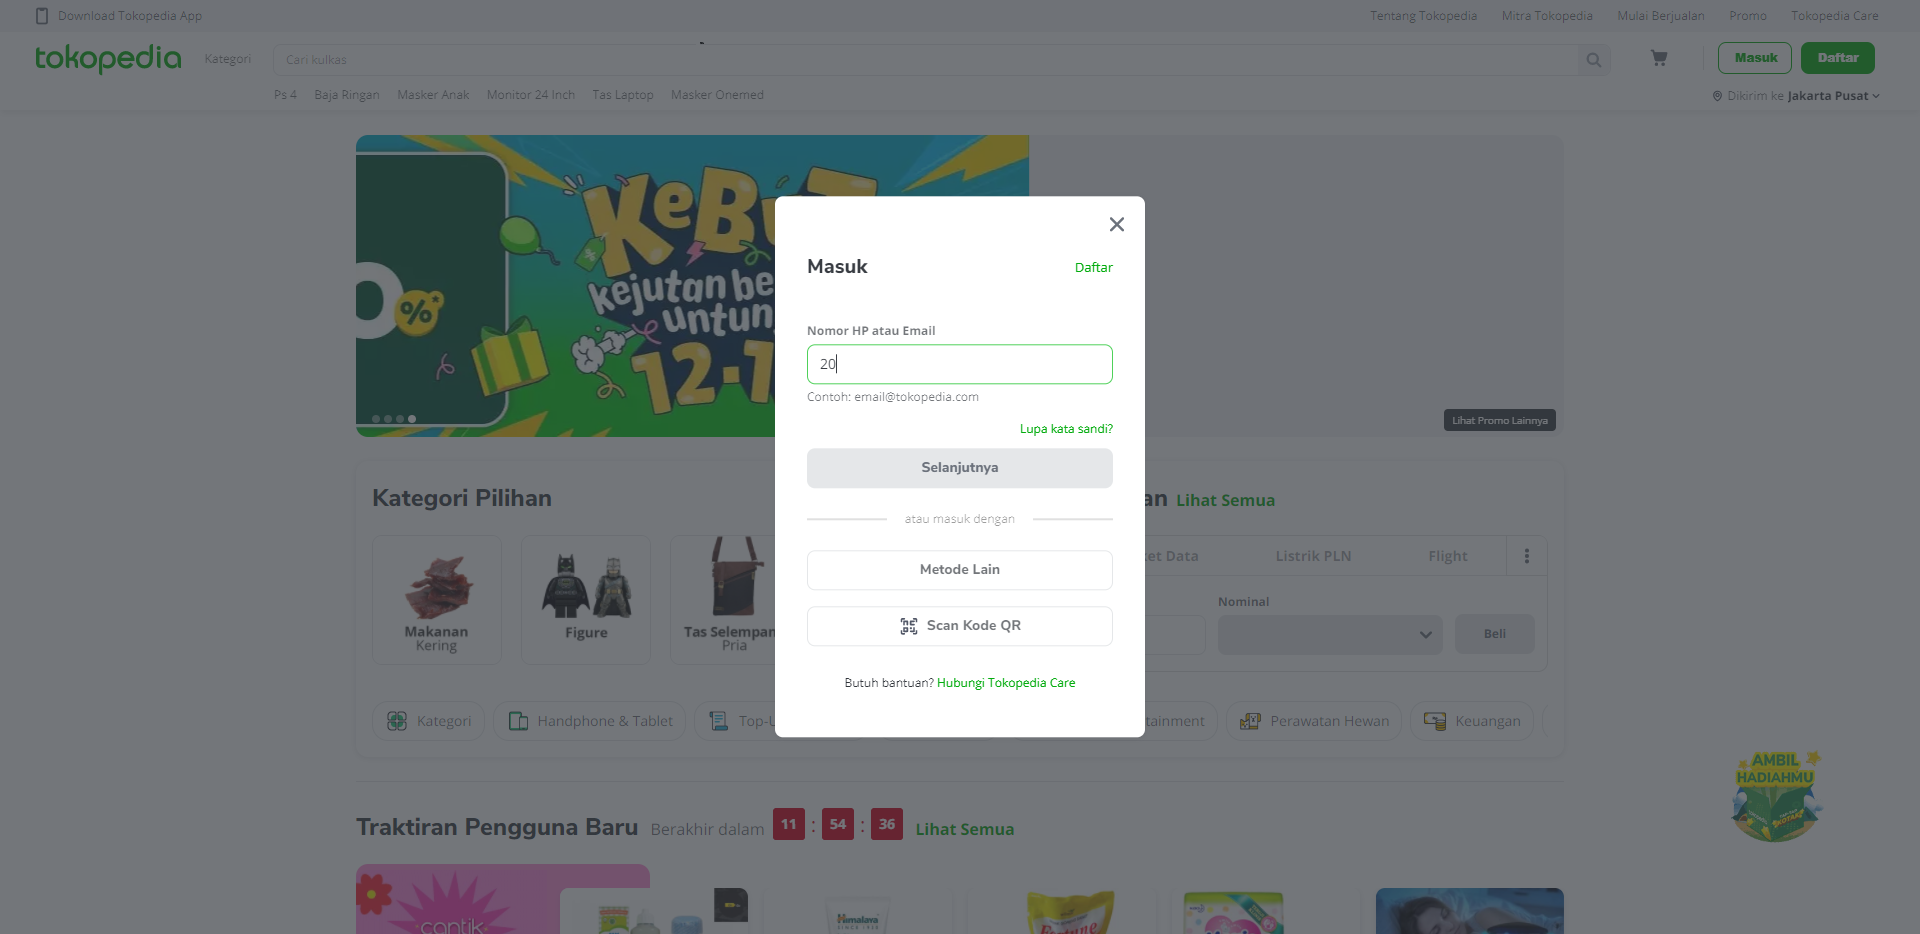 Download Tokopedia App
Tentang Tokopedia
Mitra Tokopedia
Mulai Berjualan
Promo
Tokopedia Care
tokopedia
Kategori
Cari kulkas
Masuk
Daftar
Ps 4
Baja Ringan
Masker Anak
Monitor 24 Inch
Tas Laptop
Masker Onemed
Dikirim ke Jakarta Pusat
%*
kejutan be
untun
12.1
Lihat Promo Lainnya
Masuk
Daftar
Nomor HP atau Email
20
Contoh: email@tokopedia.com
Lupa kata sandi?
Selanjutnya
atau masuk dengan
Metode Lain
Scan Kode QR
Butuh bantuan? Hubungi Tokopedia Care
Kategori Pilihan
an Lihat Semua
Makanan
Kering
Figure
Tas Selempan
Pria
et Data
Listrik PLN
Flight
Nominal
Beli
Kategori
Handphone & Tablet
Top-U
tainment
Perawatan Hewan
Keuangan
AMBIL
HADIAHMU
Traktiran Pengguna Baru
Berakhir dalam
11 : 54 : 36
Lihat Semua
cantik
Himalaya
SINCE 1930
Fortune